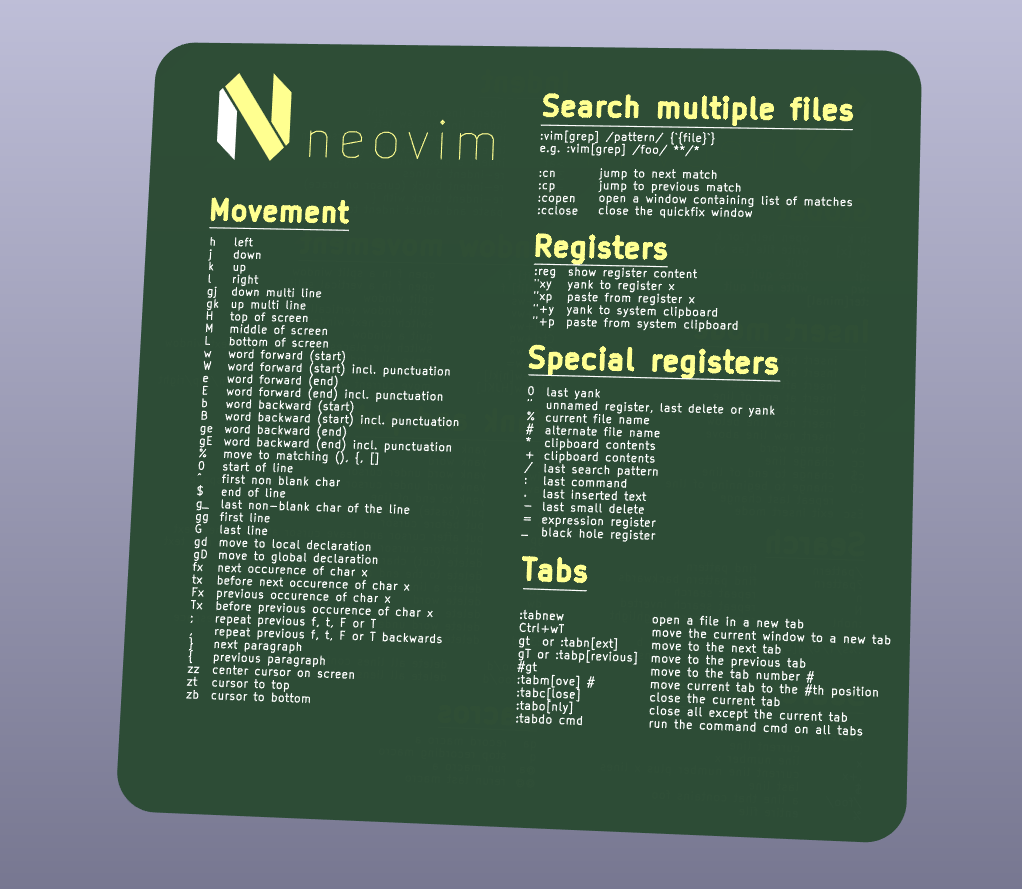 neovim
Movement
h left
j down
k up
l right
gj down multi line
gk up multi line
H top of screen
M middle of screen
L bottom of screen
w word forward (start)
W word forward (start) incl. punctuation
e word forward (end)
E word forward (end) incl. punctuation
b word backward (start)
B word backward (start) incl. punctuation
ge word backward (end)
gE word backward (end) incl. punctuation
% move to matching (), {, []
0 start of line
^ first non blank char
$ end of line
g_ last non-blank char of the line
gg first line
G last line
gd move to local declaration
gD move to global declaration
fx next occurence of char x
tx before next occurence of char x
Fx previous occurence of char x
Tx before previous occurence of char x
; repeat previous f, t, F or T
, repeat previous f, t, F or T backwards
} next paragraph
{ previous paragraph
zz center cursor on screen
zt cursor to top
zb cursor to bottom
Search multiple files
:vim[grep] /pattern/ {`{file}`}
e.g. :vim[grep] /foo/ **/*
:cn jump to next match
:cp jump to previous match
:copen open a window containing list of matches
:cclose close the quickfix window
Registers
:reg show register content
"xy yank to register x
"xp paste from register x
"+y yank to system clipboard
"+p paste from system clipboard
Special registers
0 last yank
" unnamed register, last delete or yank
% current file name
# alternate file name
* clipboard contents
+ clipboard contents
/ last search pattern
: last command
. last inserted text
- last small delete
= expression register
_ black hole register
Tabs
:tabnew open a file in a new tab
Ctrl+wT move the current window to a new tab
gt or :tabn[ext] move to the next tab
gT or :tabp[revious] move to the previous tab
#gt move to the tab number #
:tabm[ove] # move current tab to the #th position
:tabc[lose] close the current tab
:tabo[nly] close all except the current tab
:tabdo cmd run the command cmd on all tabs